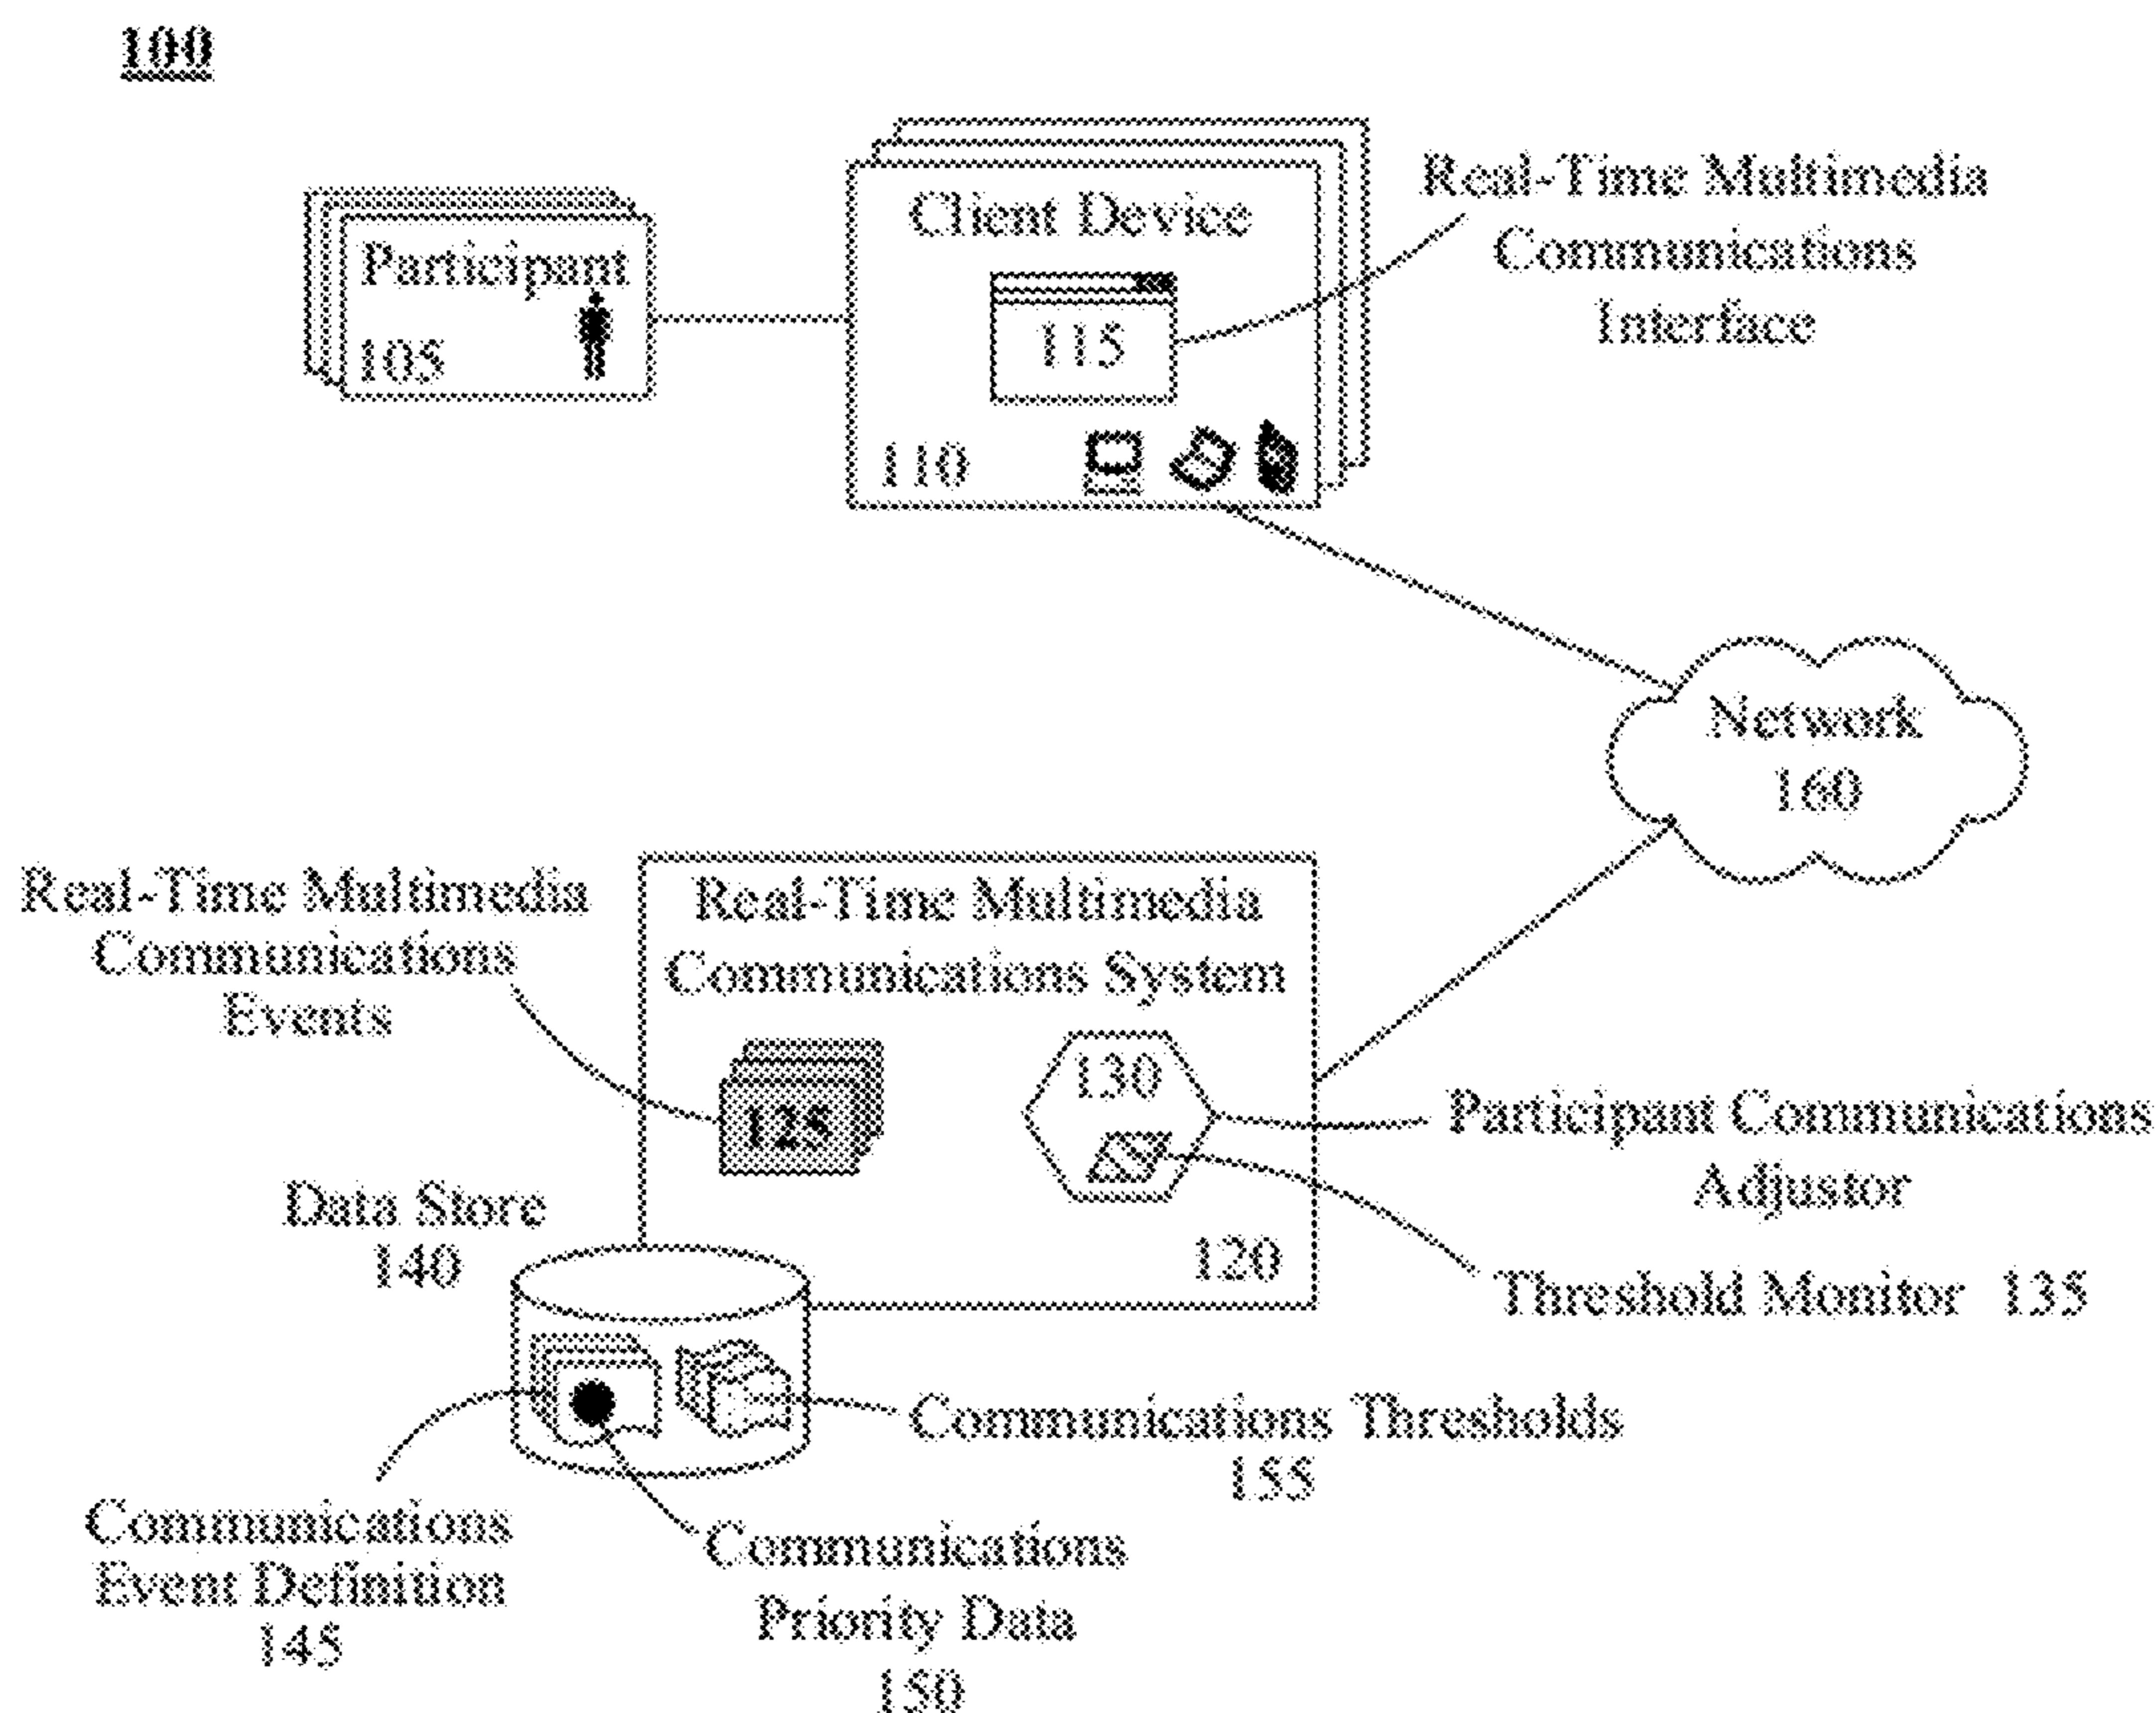 100
Participant
105
Client Device
115
110
Real-Time Multimedia
Communications
Interface
Network
160
Real-Time Multimedia
Communications
Events
Real-Time Multimedia
Communications System
125
130
120
Participant Communications
Adjustor
Threshold Monitor 135
Data Store
140
Communications Thresholds
155
Communications
Event Definition
145
Communications
Priority Data
150